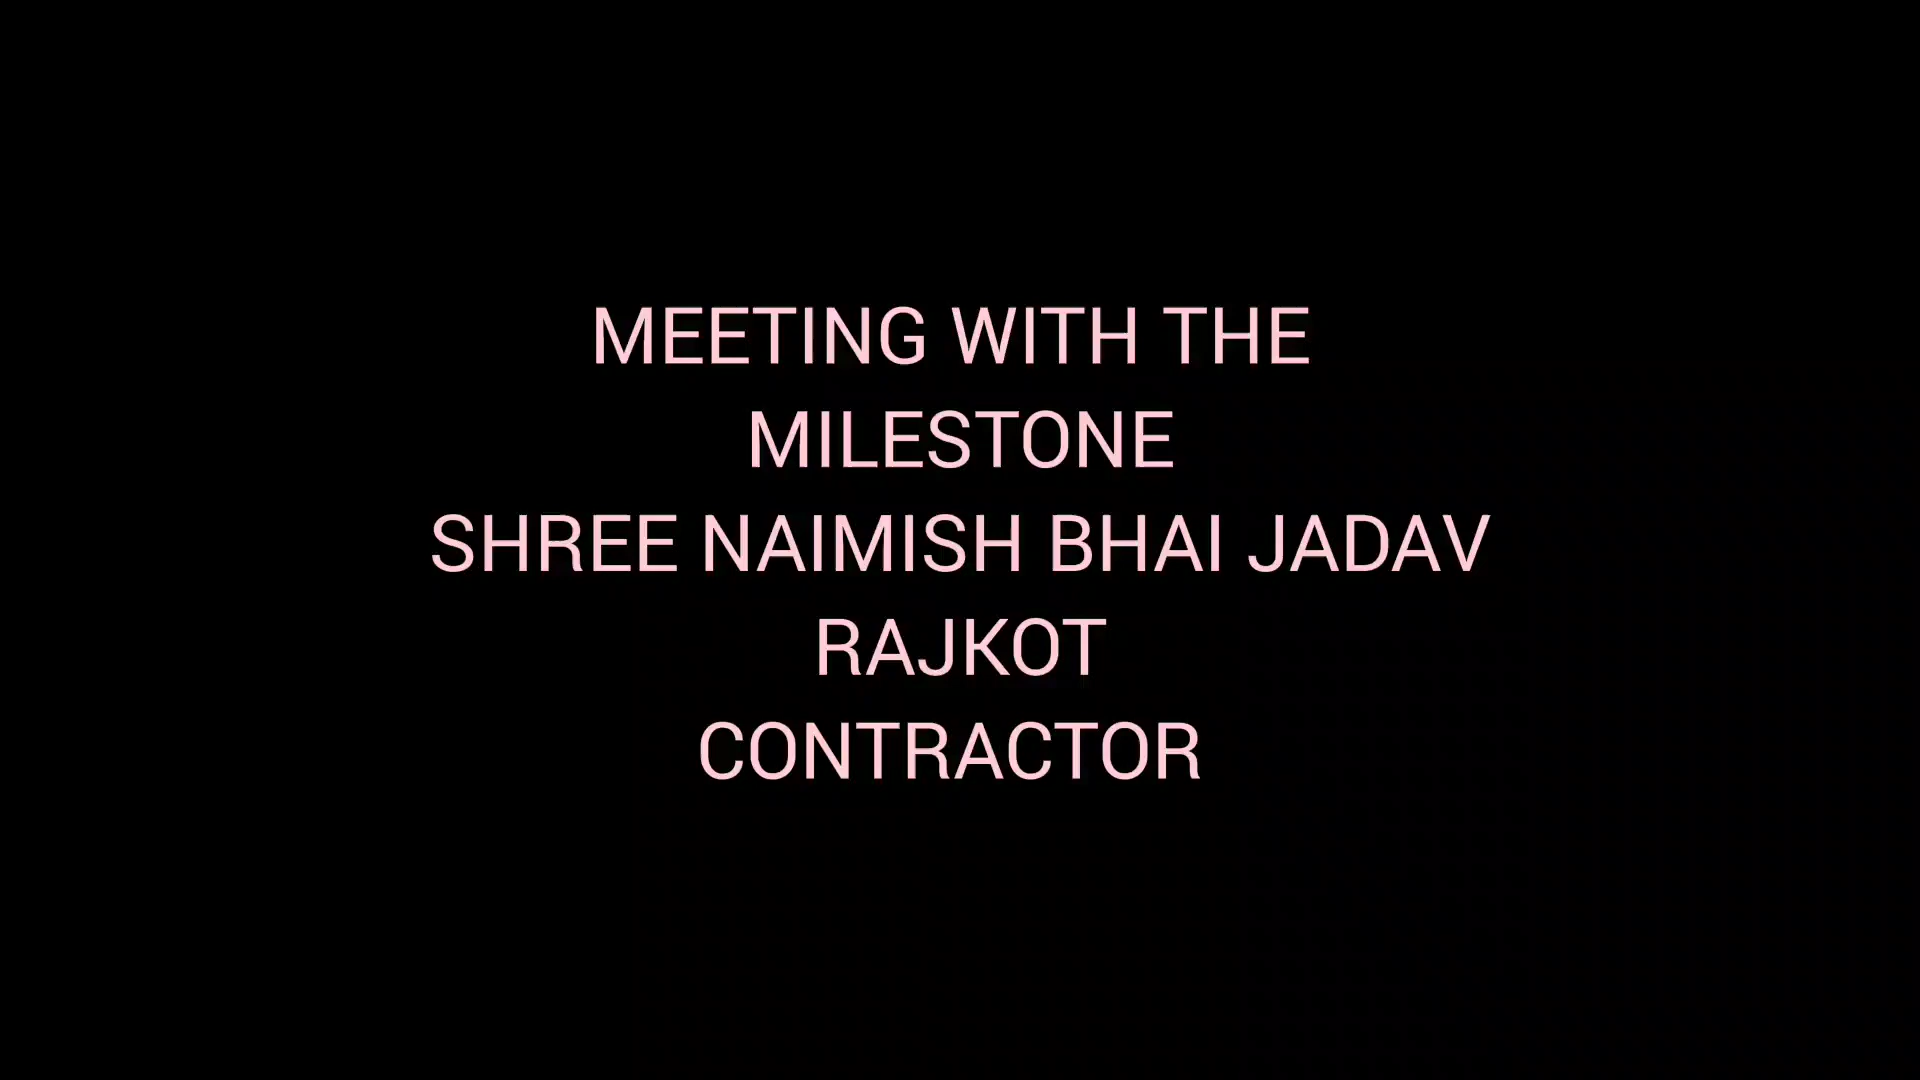 MEETING WITH THE
MILESTONE
SHREE NAIMISH BHAI JADAV
RAJKOT
CONTRACTOR